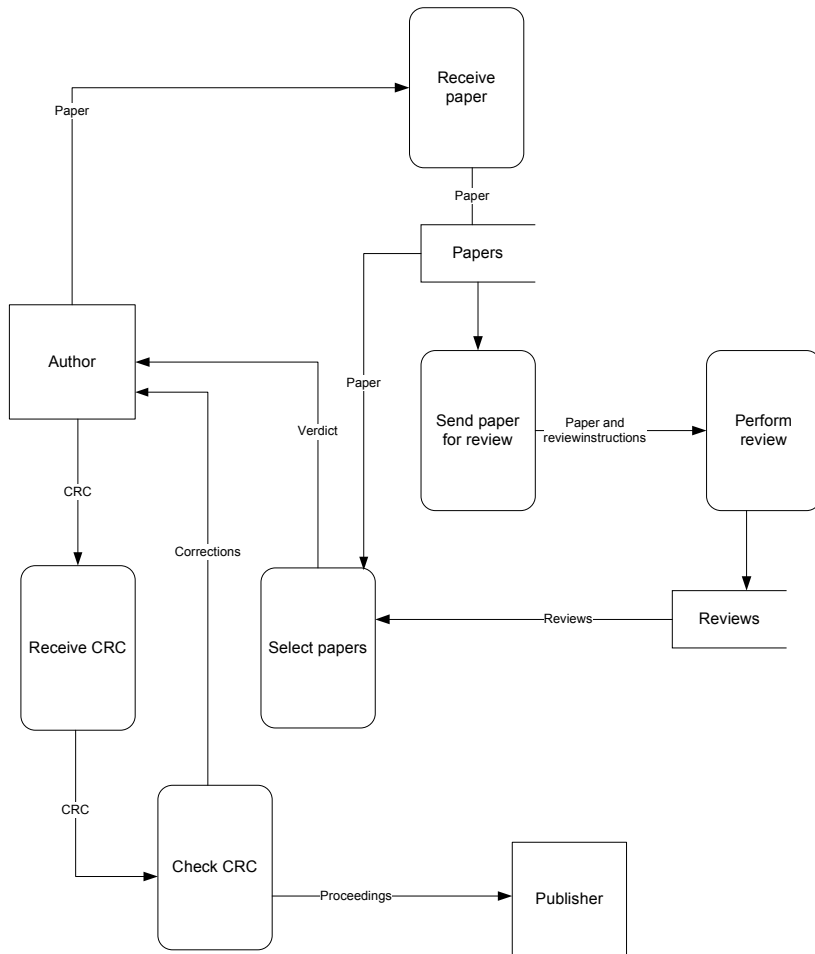 Receive
paper
Paper
Paper
Papers
Author
Paper
Send paper
for review
Paper and
reviewinstructions
Perform
review
Verdict
CRC
Corrections
Receive CRC
Select papers
Reviews
Reviews
CRC
Check CRC
Proceedings
Publisher